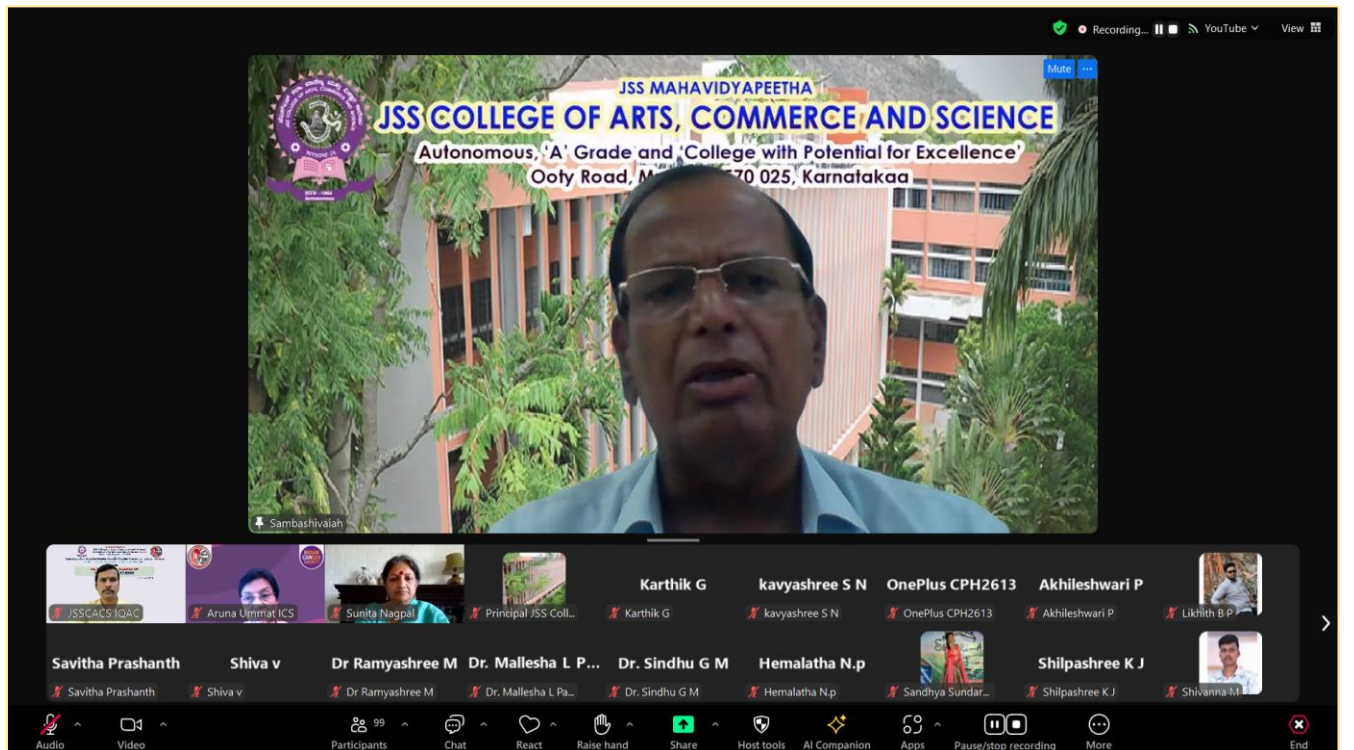 Recording...
YouTube
View
Mute
JSS MAHAVIDYAPEETHA
JSS COLLEGE OF ARTS, COMMERCE AND SCIENCE
Autonomous, 'A' Grade and 'College with Potential for Excellence'
Ooty Road, 570 025, Karnatakaa
Sambashivaiah
JSSCACS IQAC
Aruna Ummat ICS
Sunita Nagpal
Principal JSS Coll...
Karthik G
Karthik G
kavyashree S N
kavyashree S N
OnePlus CPH2613
OnePlus CPH2613
Akhileshwari P
Akhileshwari P
Likhith B P
Savitha Prashanth
Savitha Prashanth
Shiva v
Shiva v
Dr Ramyashree M
Dr Ramyashree M
Dr. Mallesha L P...
Dr. Mallesha L Pa...
Dr. Sindhu G M
Dr. Sindhu G M
Hemalatha N.p
Hemalatha N.p
Sandhya Sundar...
Shilpashree K J
Shilpashree K J
Shivanna M
Audio
Video
99
Participants
Chat
React
Raise hand
Share
Host tools
AI Companion
Apps
Pause/stop recording
More
End